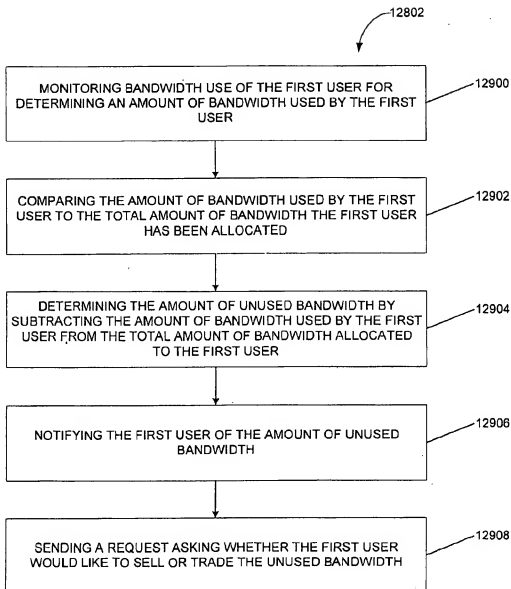 12802
MONITORING BANDWIDTH USE OF THE FIRST USER FOR
DETERMINING AN AMOUNT OF BANDWIDTH USED BY THE FIRST
USER
12900
COMPARING THE AMOUNT OF BANDWIDTH USED BY THE FIRST
USER TO THE TOTAL AMOUNT OF BANDWIDTH THE FIRST USER
HAS BEEN ALLOCATED
12902
DETERMINING THE AMOUNT OF UNUSED BANDWIDTH BY
SUBTRACTING THE AMOUNT OF BANDWIDTH USED BY THE FIRST
USER FROM THE TOTAL AMOUNT OF BANDWIDTH ALLOCATED
TO THE FIRST USER
12904
NOTIFYING THE FIRST USER OF THE AMOUNT OF UNUSED
BANDWIDTH
12906
SENDING A REQUEST ASKING WHETHER THE FIRST USER
WOULD LIKE TO SELL OR TRADE THE UNUSED BANDWIDTH
12908